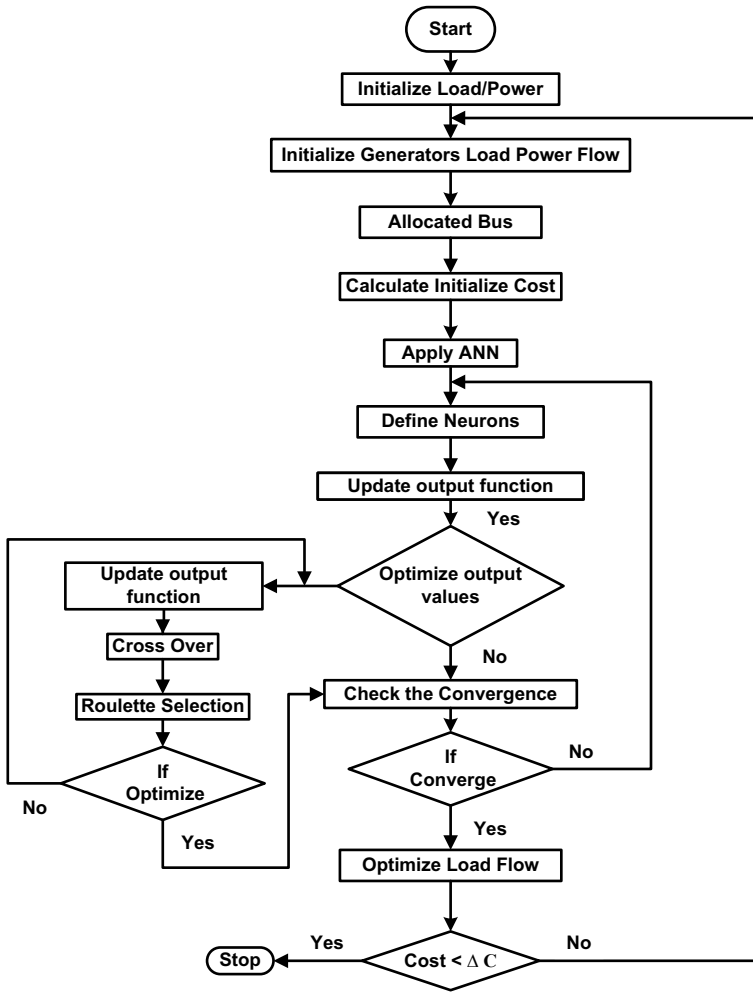 Start
Initialize Load/Power
Initialize Generators Load Power Flow
Allocated Bus
Calculate Initialize Cost
Apply ANN
Define Neurons
Update output function
Yes
Optimize output
values
Update output
function
Cross Over
Roulette Selection
If
Optimize
No
Yes
No
Check the Convergence
If
Converge
No
Yes
Optimize Load Flow
Cost < Δ C
Yes
No
Stop